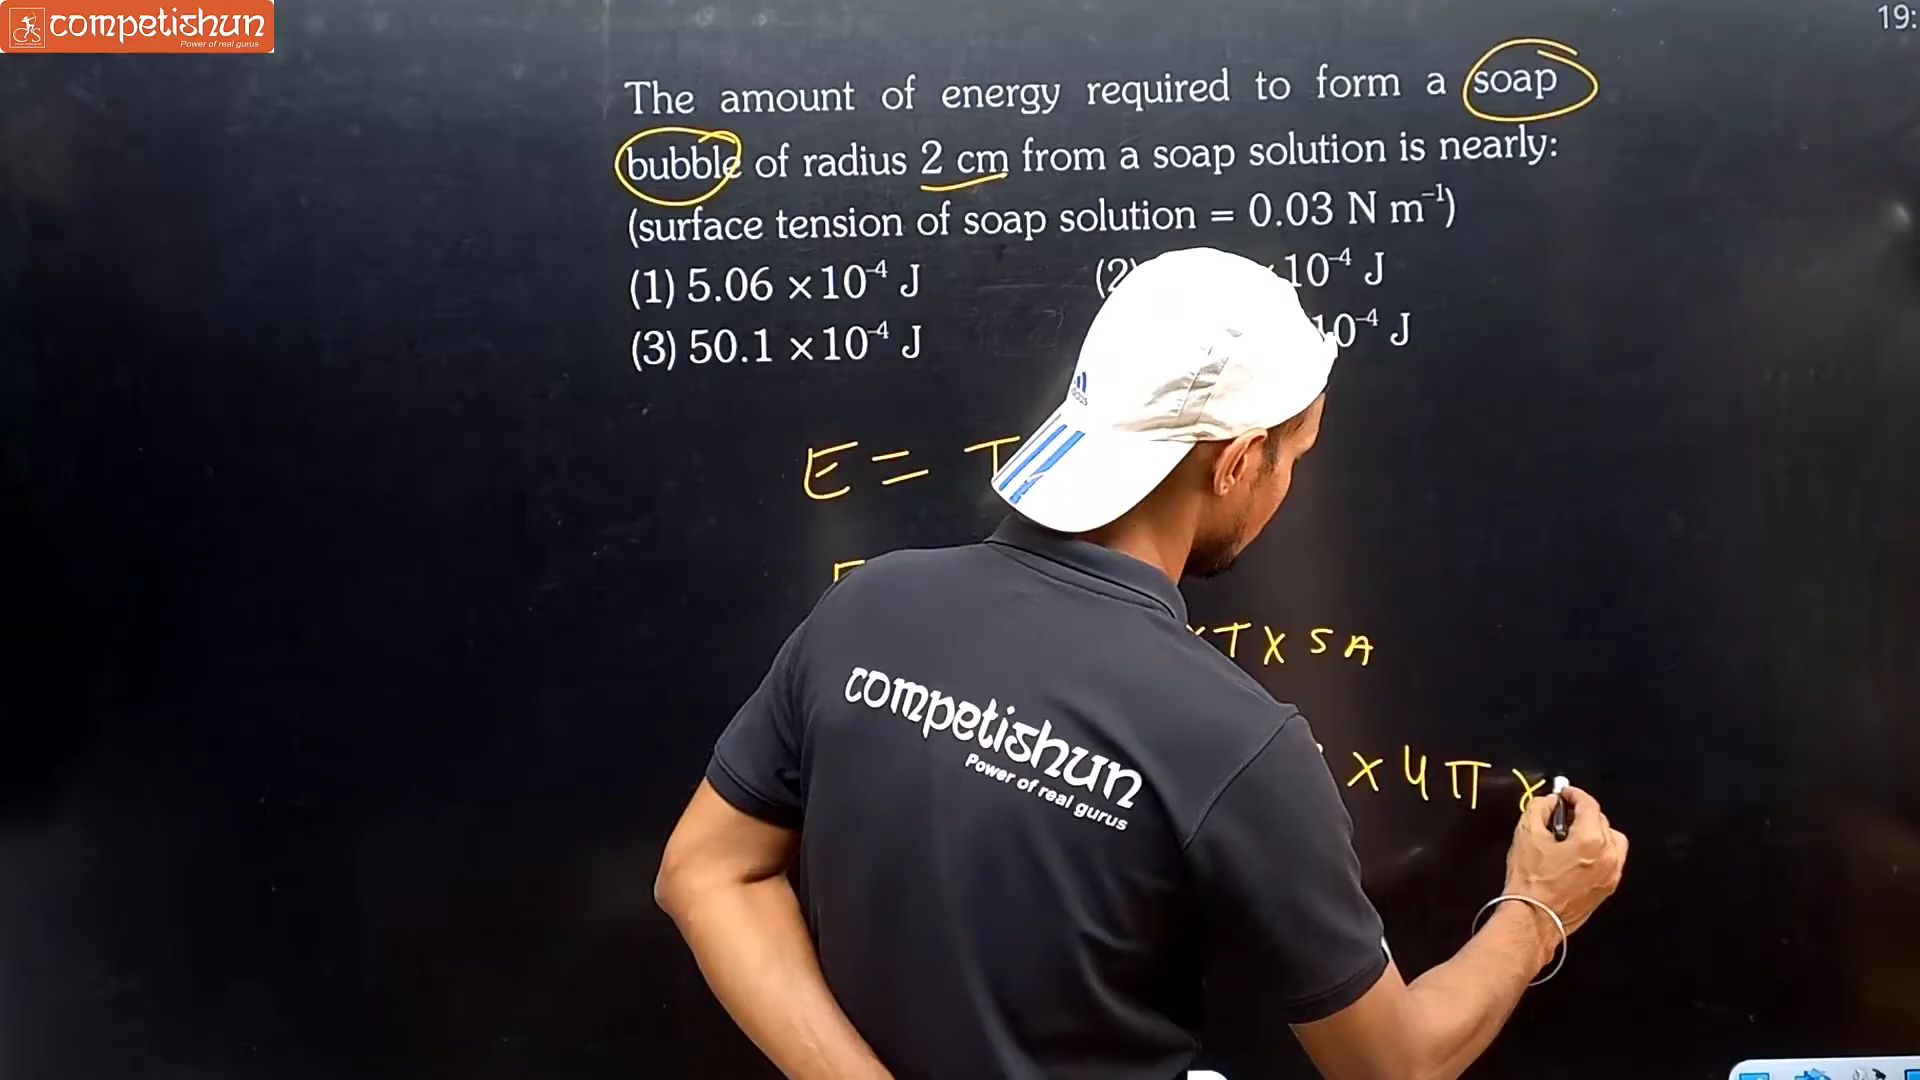 competishun
Power of real gurus
19:
The amount of energy required to form a soap
bubble of radius 2 cm from a soap solution is nearly:
(surface tension of soap solution = 0.03 N m⁻¹)
(1) 5.06 × 10⁻⁴ J
(2) × 10⁻⁴ J
(3) 50.1 × 10⁻⁴ J
10⁻⁴ J
E = T
× T × S A
× 4 π ×
competishun
Power of real gurus